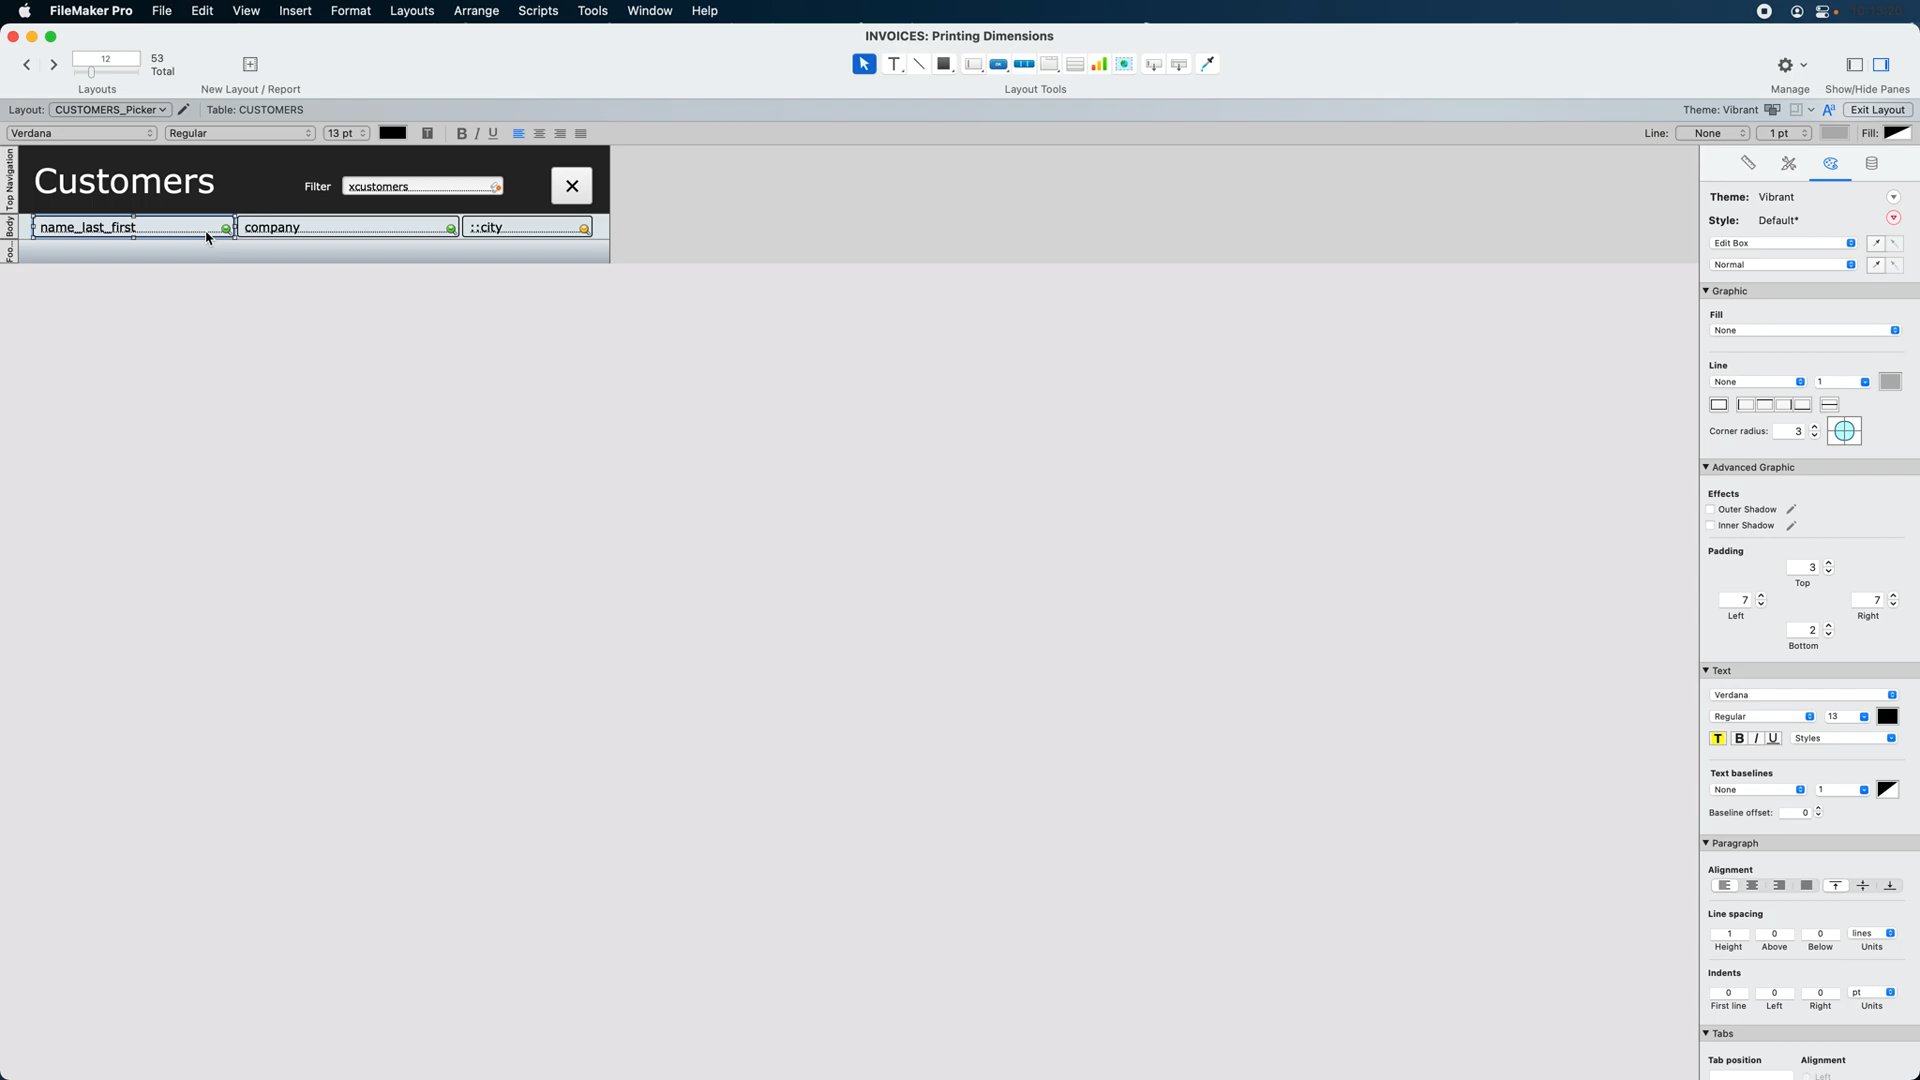 FileMaker Pro File Edit View Insert Format Layouts Arrange Scripts Tools Window Help
INVOICES: Printing Dimensions
12 53 Total
Layouts New Layout / Report Layout Tools Manage Show/Hide Panes
Layout: CUSTOMERS_Picker Table: CUSTOMERS Theme: Vibrant Aa Exit Layout
Verdana Regular 13 pt T B I U Line: None 1 pt Fill:
Top Navigation
Customers Filter xcustomers
Body
name_last_first company ::city
Foo...
Theme: Vibrant
Style: Default*
Edit Box
Normal
Graphic
Fill
None
Line
None 1
Corner radius: 3
Advanced Graphic
Effects
Outer Shadow
Inner Shadow
Padding
3
Top
7 7
Left Right
2
Bottom
Text
Verdana
Regular 13
T B I U Styles
Text baselines
None 1
Baseline offset: 0
Paragraph
Alignment
Line spacing
1 0 0 lines
Height Above Below Units
Indents
0 0 0 pt
First line Left Right Units
Tabs
Tab position Alignment
Left